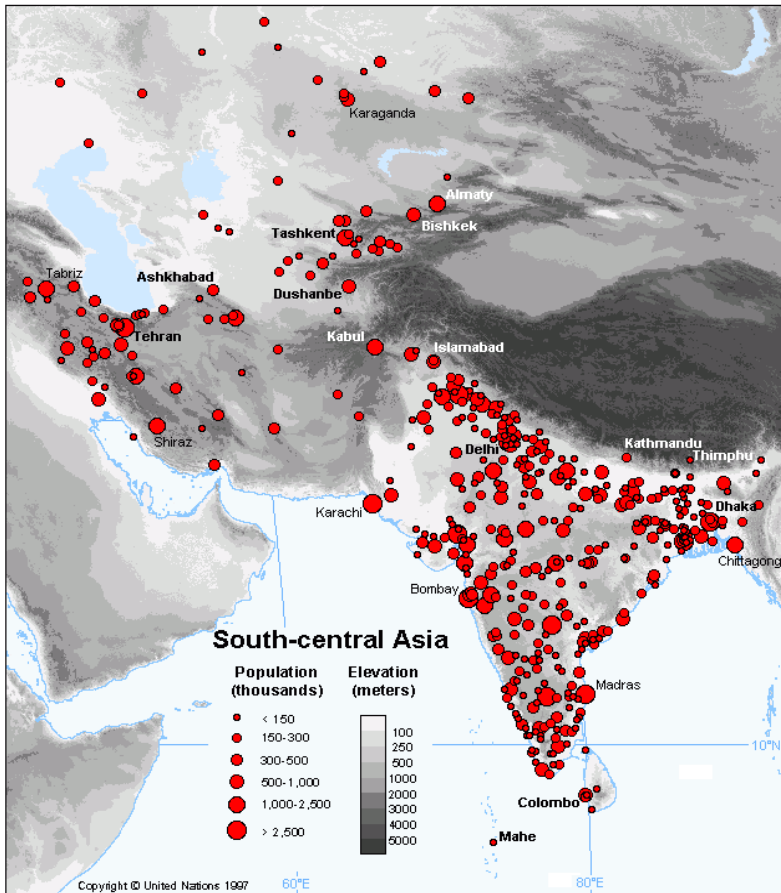 Karaganda
Almaty
Bishkek
Tashkent
Tabriz
Ashkhabad
Dushanbe
Tehran
Kabul
Islamabad
Shiraz
Delhi
Kathmandu
Thimphu
Karachi
Dhaka
Chittagong
Bombay
South-central Asia
Population
(thousands)
< 150
150-300
300-500
500-1,000
1,000-2,500
> 2,500
Elevation
(meters)
100
250
500
1000
2000
3000
4000
5000
Madras
10°N
Colombo
Mahe
Copyright © United Nations 1997
60°E
80°E